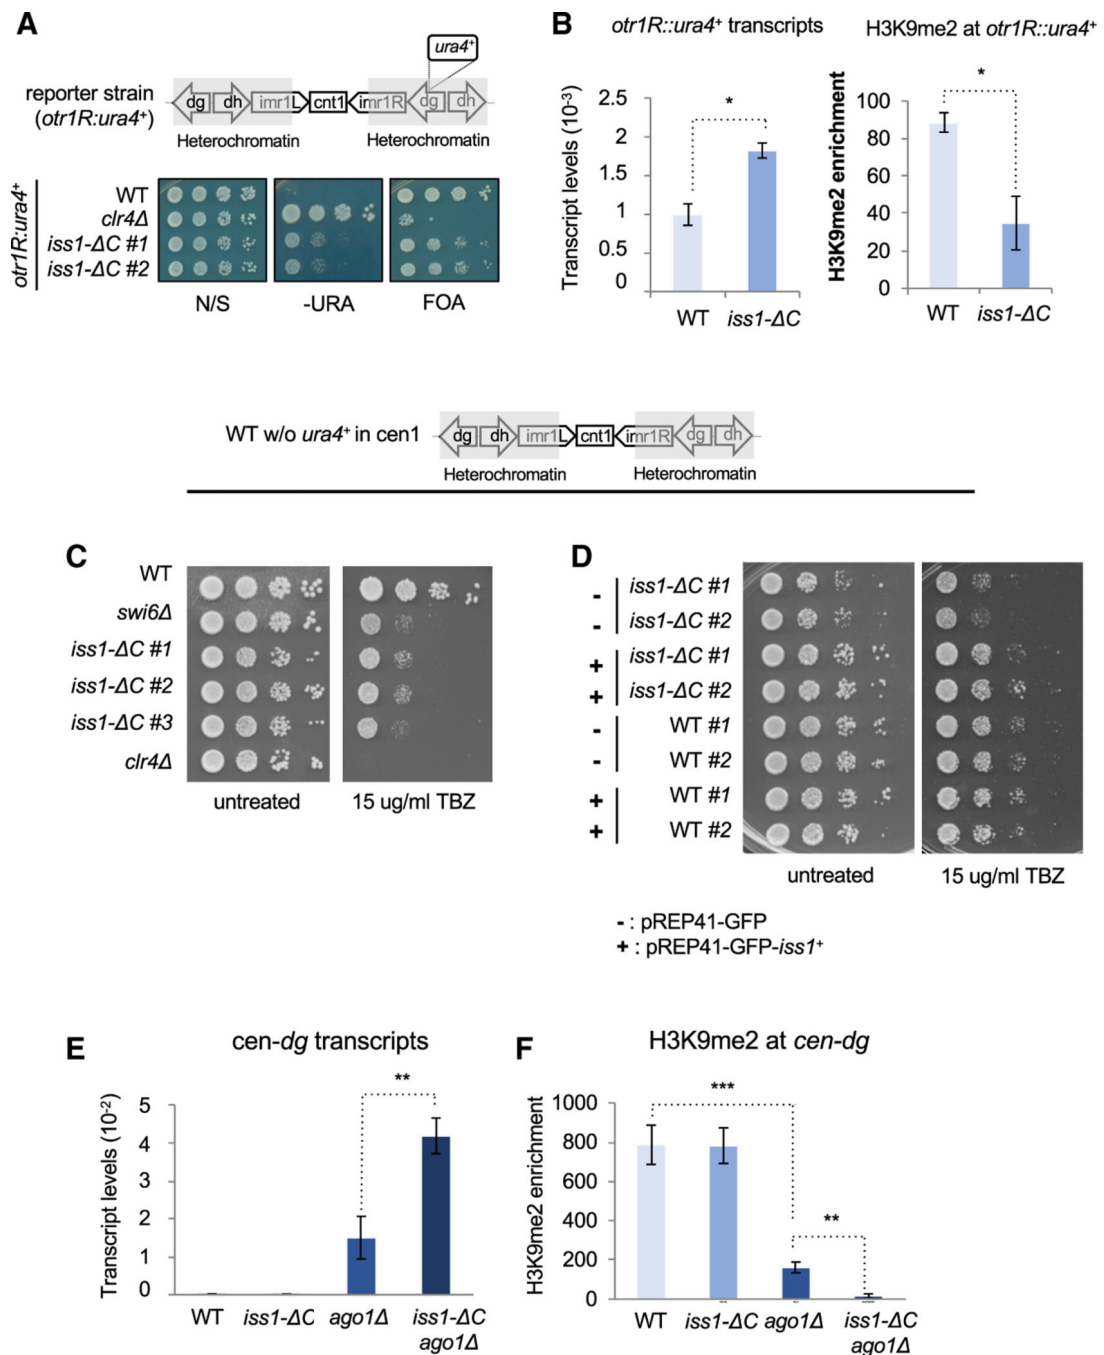 A
ura4+
reporter strain
(otr1R:ura4+)
dg dh imr1L cnt1 imr1R dg dh
Heterochromatin Heterochromatin
otr1R:ura4+
WT
clr4Δ
iss1-ΔC #1
iss1-ΔC #2
N/S -URA FOA
B
otr1R::ura4+ transcripts
Transcript levels (10-3)
2.5
2
1.5
1
0.5
0
*
WT iss1-ΔC
H3K9me2 at otr1R::ura4+
H3K9me2 enrichment
100
80
60
40
20
0
*
WT iss1-ΔC
WT w/o ura4+ in cen1
dg dh imr1L cnt1 imr1R dg dh
Heterochromatin Heterochromatin
C
WT
swi6Δ
iss1-ΔC #1
iss1-ΔC #2
iss1-ΔC #3
clr4Δ
untreated 15 ug/ml TBZ
D
- iss1-ΔC #1
- iss1-ΔC #2
+ iss1-ΔC #1
+ iss1-ΔC #2
- WT #1
- WT #2
+ WT #1
+ WT #2
untreated 15 ug/ml TBZ
- : pREP41-GFP
+ : pREP41-GFP-iss1+
E
cen-dg transcripts
Transcript levels (10-2)
5
4
3
2
1
0
**
WT iss1-ΔC ago1Δ iss1-ΔC
ago1Δ
F
H3K9me2 at cen-dg
H3K9me2 enrichment
1000
800
600
400
200
0
***
**
WT iss1-ΔC ago1Δ iss1-ΔC
ago1Δ